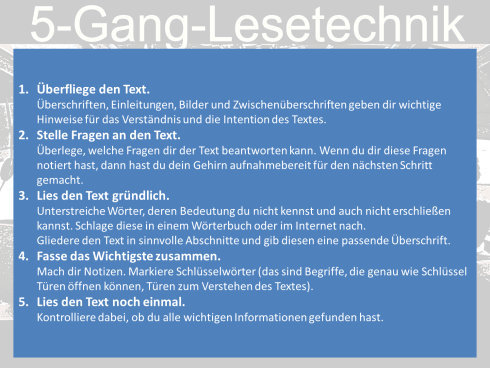 5-Gang-Lesetechnik
1. Überfliege den Text.
Überschriften, Einleitungen, Bilder und Zwischenüberschriften geben dir wichtige
Hinweise für das Verständnis und die Intention des Textes.
2. Stelle Fragen an den Text.
Überlege, welche Fragen dir der Text beantworten kann. Wenn du dir diese Fragen
notiert hast, dann hast du dein Gehirn aufnahmebereit für den nächsten Schritt
gemacht.
3. Lies den Text gründlich.
Unterstreiche Wörter, deren Bedeutung du nicht kennst und auch nicht erschließen
kannst. Schlage diese in einem Wörterbuch oder im Internet nach.
Gliedere den Text in sinnvolle Abschnitte und gib diesen eine passende Überschrift.
4. Fasse das Wichtigste zusammen.
Mach dir Notizen. Markiere Schlüsselwörter (das sind Begriffe, die genau wie Schlüssel
Türen öffnen können, Türen zum Verstehen des Textes).
5. Lies den Text noch einmal.
Kontrolliere dabei, ob du alle wichtigen Informationen gefunden hast.